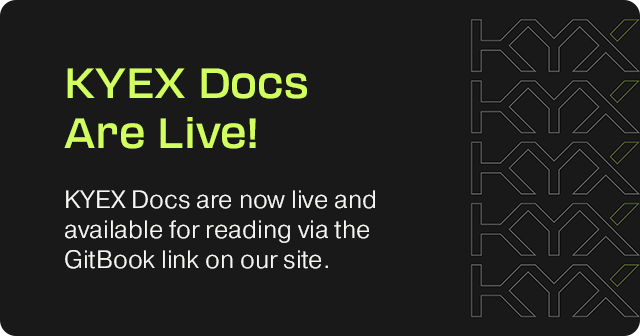 KYEX Docs
Are Live!
KYEX Docs are now live and
available for reading via the
GitBook link on our site.
KYX
KYX
KYX
KYX
KYX